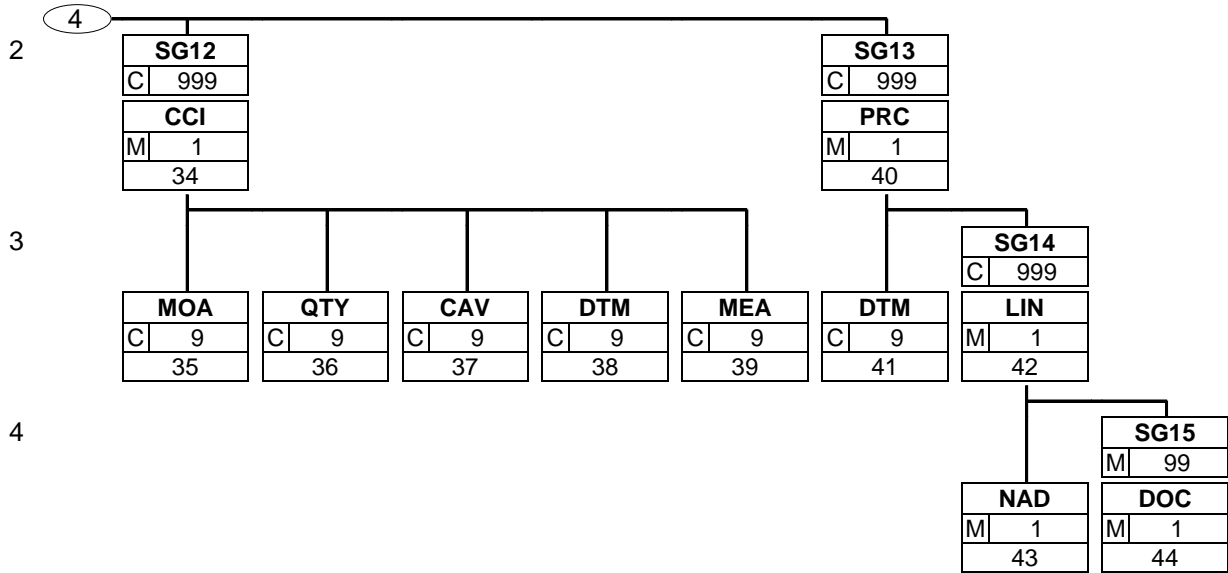 4
2
SG12 SG13
C 999 C 999
CCI PRC
M 1 M 1
34 40
3
SG14
C 999
MOA QTY CAV DTM MEA DTM LIN
C 9 C 9 C 9 C 9 C 9 C 9 M 1
35 36 37 38 39 41 42
4
SG15
M 99
NAD DOC
M 1 M 1
43 44